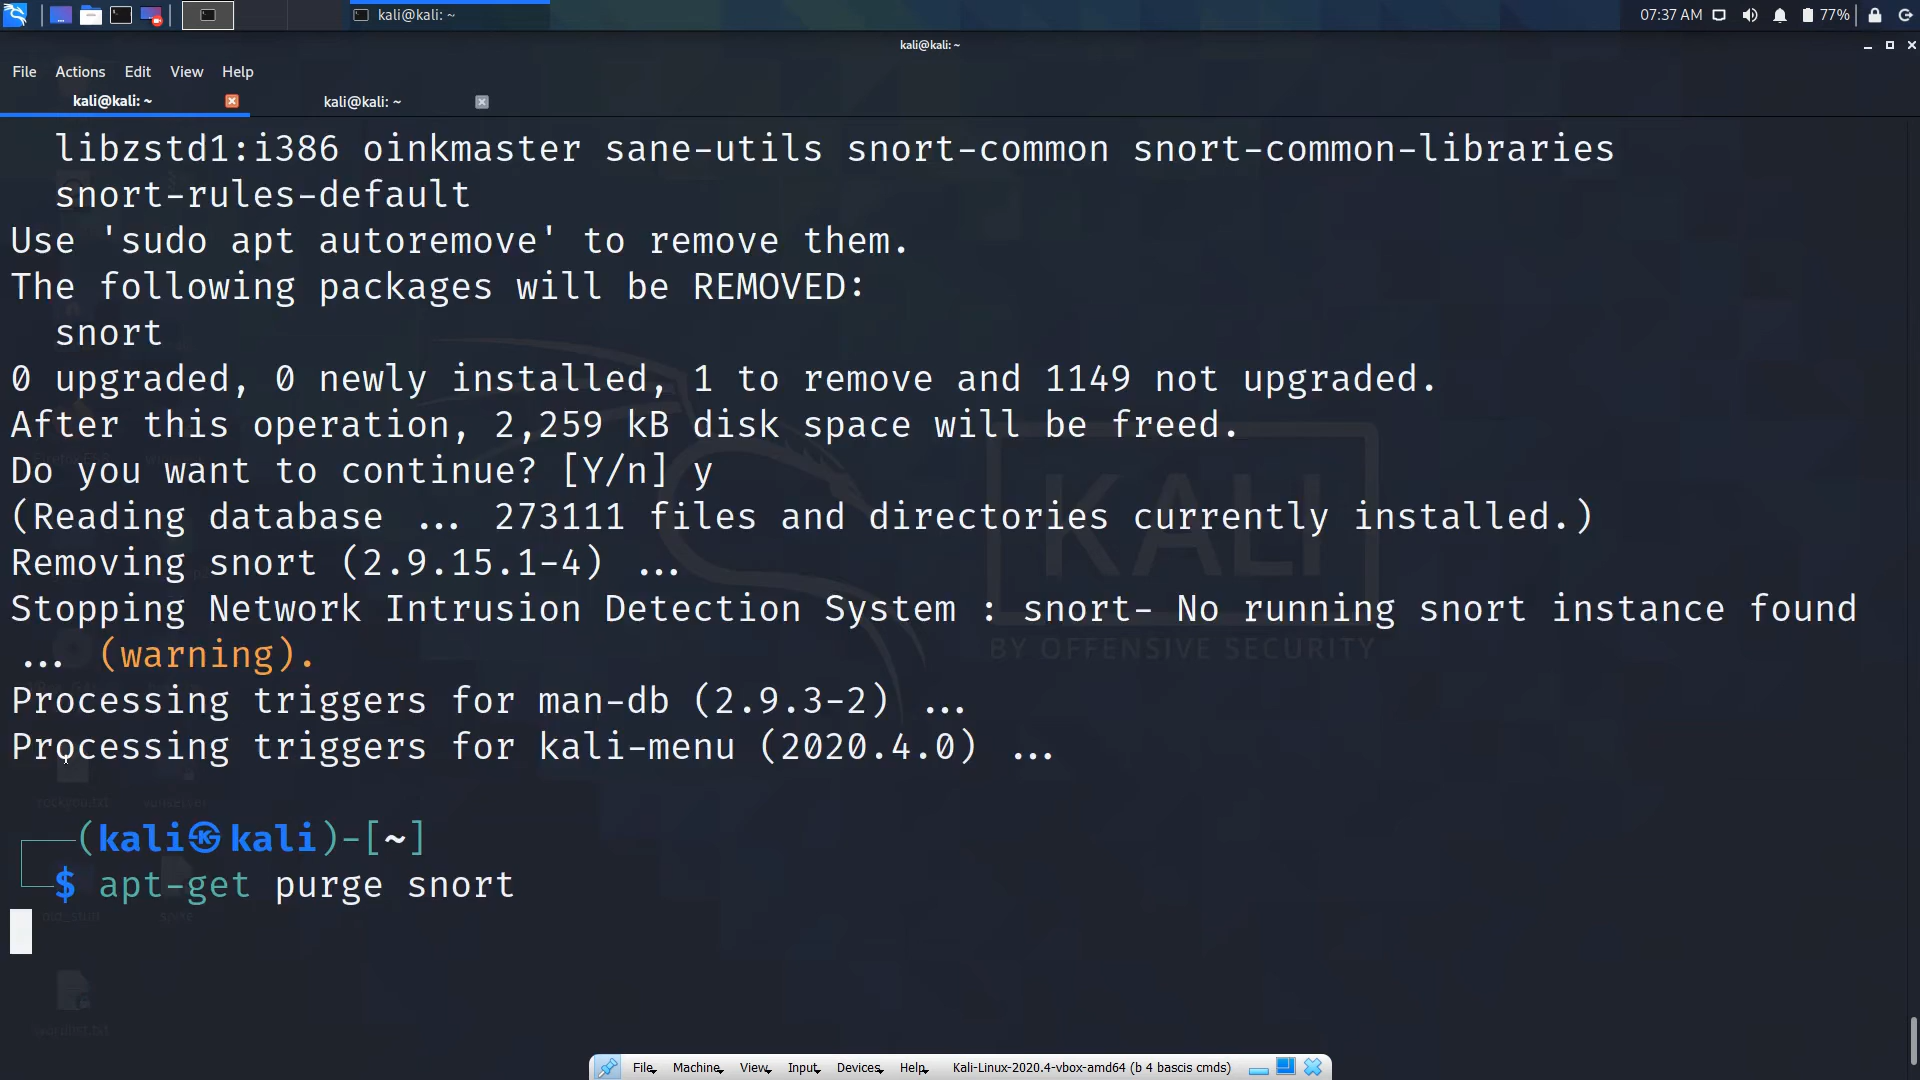 kali@kali: ~
07:37 AM
77%
kali@kali: ~
File Actions Edit View Help
kali@kali: ~ kali@kali: ~
libzstd1:i386 oinkmaster sane-utils snort-common snort-common-libraries
snort-rules-default
Use 'sudo apt autoremove' to remove them.
The following packages will be REMOVED:
snort
0 upgraded, 0 newly installed, 1 to remove and 1149 not upgraded.
After this operation, 2,259 kB disk space will be freed.
Do you want to continue? [Y/n] y
(Reading database ... 273111 files and directories currently installed.)
Removing snort (2.9.15.1-4) ...
Stopping Network Intrusion Detection System : snort- No running snort instance found
... (warning).
Processing triggers for man-db (2.9.3-2) ...
Processing triggers for kali-menu (2020.4.0) ...
KALI
BY OFFENSIVE SECURITY
rockyou.txt
(kali㉿kali)-[~]
$ apt-get purge snort
File Machine View Input Devices Help Kali-Linux-2020.4-vbox-amd64 (b 4 bascis cmds)